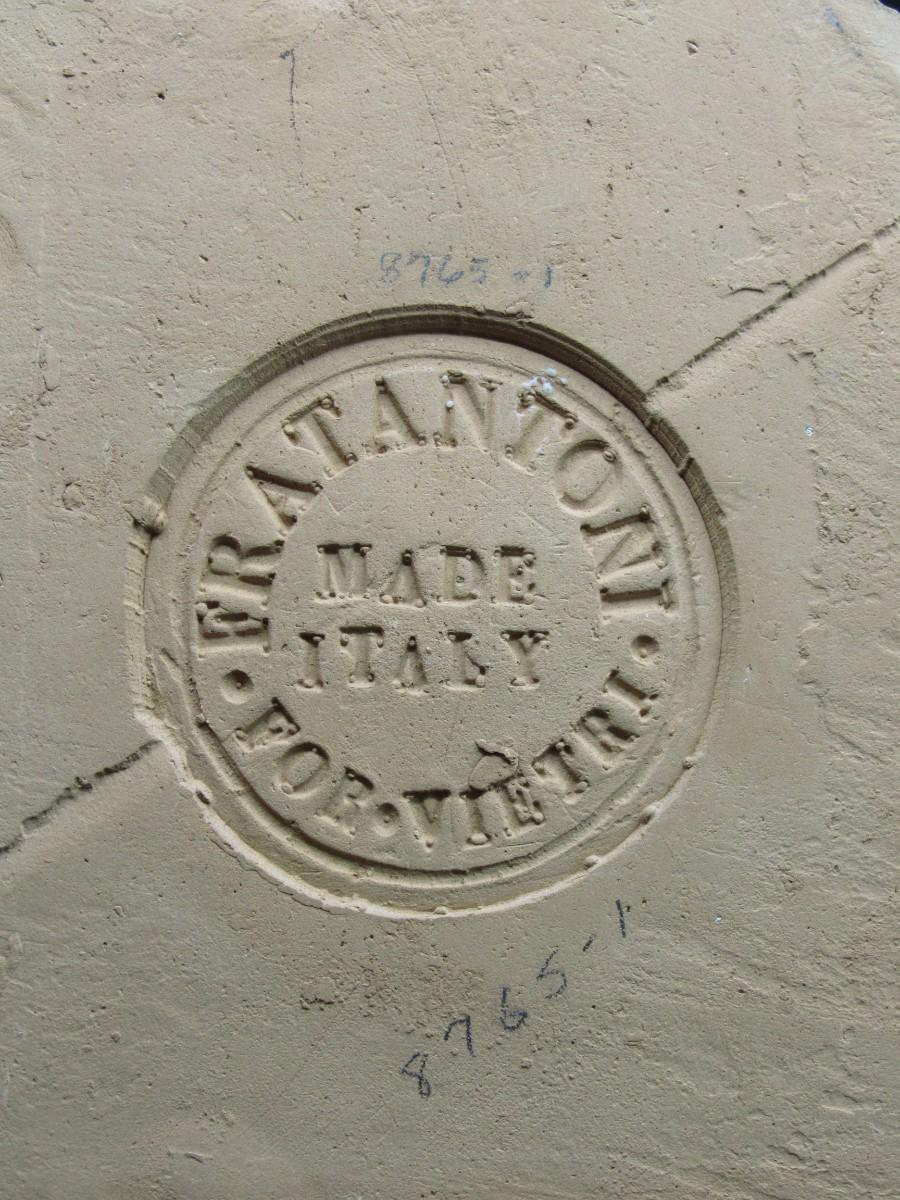 8765-1
FRATANTONI
MADE
ITALY
• FOR • VIETRI •
8765-1